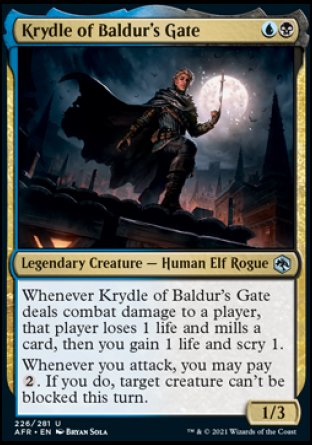 Krydle of Baldur's Gate
Legendary Creature — Human Elf Rogue
Whenever Krydle of Baldur's Gate
deals combat damage to a player,
that player loses 1 life and mills a
card, then you gain 1 life and scry 1.
Whenever you attack, you may pay
2. If you do, target creature can't be
blocked this turn.
1/3
226/281 U
AFR • EN Bryan Sola
™ & © 2021 Wizards of the Coast